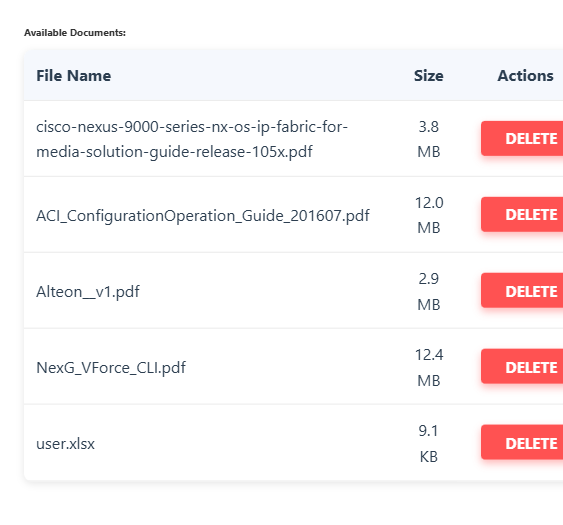 Available Documents:
File Name Size Actions
cisco-nexus-9000-series-nx-os-ip-fabric-for-
media-solution-guide-release-105x.pdf
3.8
MB
DELETE
ACI_ConfigurationOperation_Guide_201607.pdf
12.0
MB
DELETE
Alteon__v1.pdf
2.9
MB
DELETE
NexG_VForce_CLI.pdf
12.4
MB
DELETE
user.xlsx
9.1
KB
DELETE